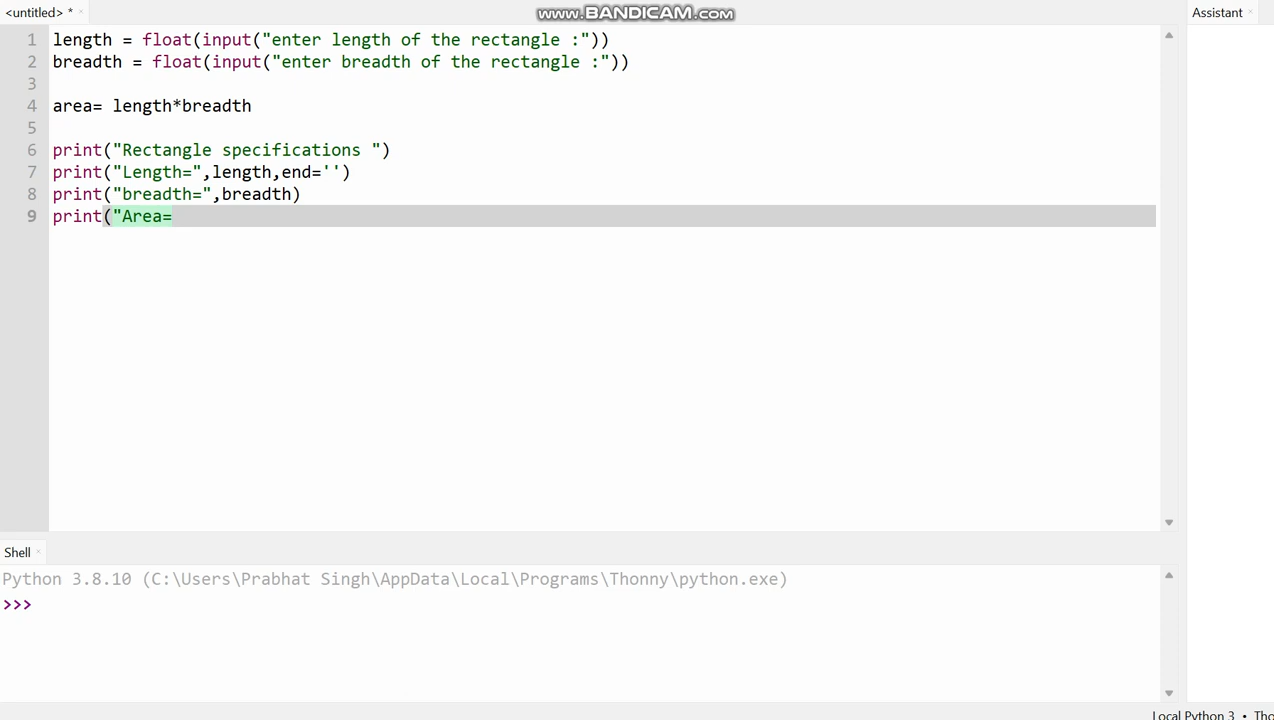 <untitled> *
www.BANDICAM.com
Assistant
1 length = float(input("enter length of the rectangle :"))
2 breadth = float(input("enter breadth of the rectangle :"))
3
4 area= length*breadth
5
6 print("Rectangle specifications ")
7 print("Length=",length,end='')
8 print("breadth=",breadth)
9 print("Area=
Shell
Python 3.8.10 (C:\Users\Prabhat Singh\AppData\Local\Programs\Thonny\python.exe)
>>>
Local Python 3 • Tho